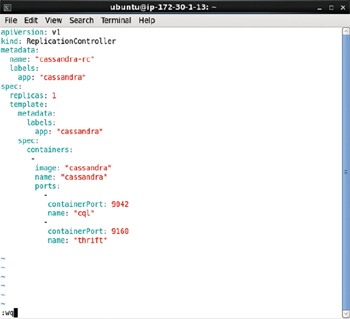 ubuntu@ip-172-30-1-13: ~
File Edit View Search Terminal Help
apiVersion: v1
kind: ReplicationController
metadata:
  name: "cassandra-rc"
  labels:
    app: "cassandra"
spec:
  replicas: 1
  template:
    metadata:
      labels:
        app: "cassandra"
    spec:
      containers:
       -
        image: "cassandra"
        name: "cassandra"
        ports:
          -
           containerPort: 9042
           name: "cql"
          -
           containerPort: 9160
           name: "thrift"
~
~
~
~
~
~
:wq